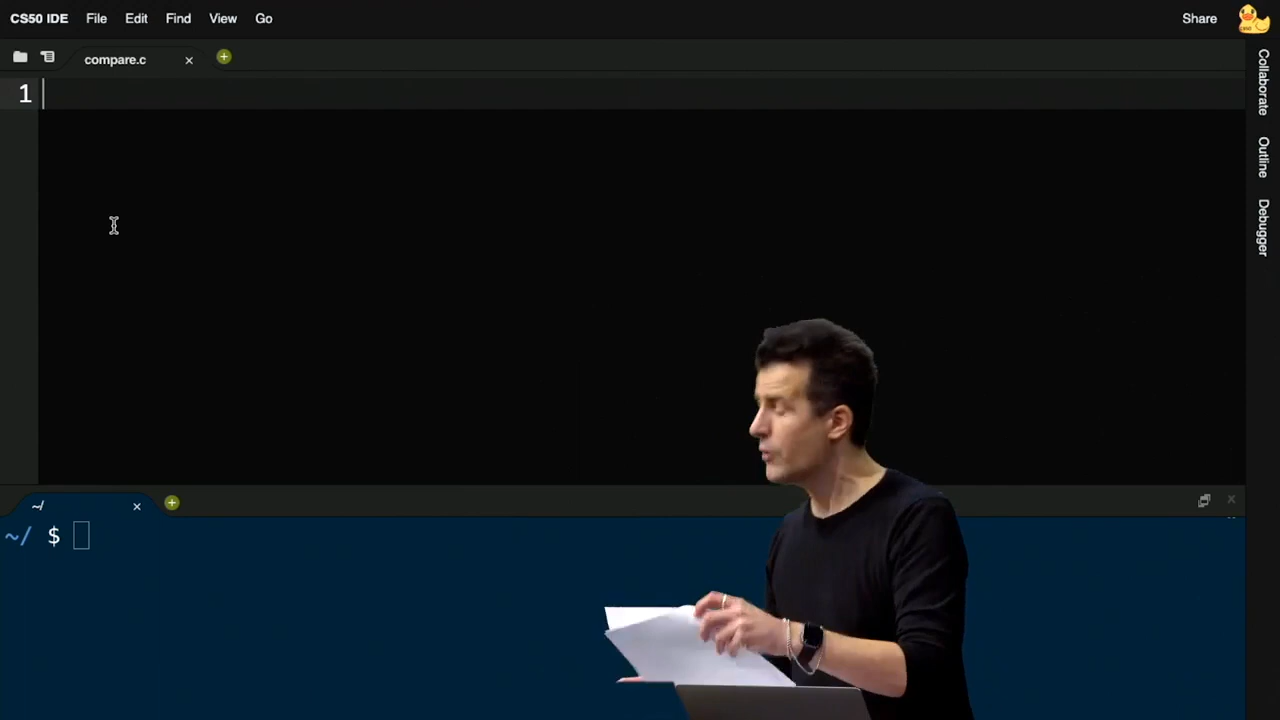 CS50 IDE File Edit Find View Go Share
compare.c
1
Collaborate
Outline
Debugger
~/
~/ $